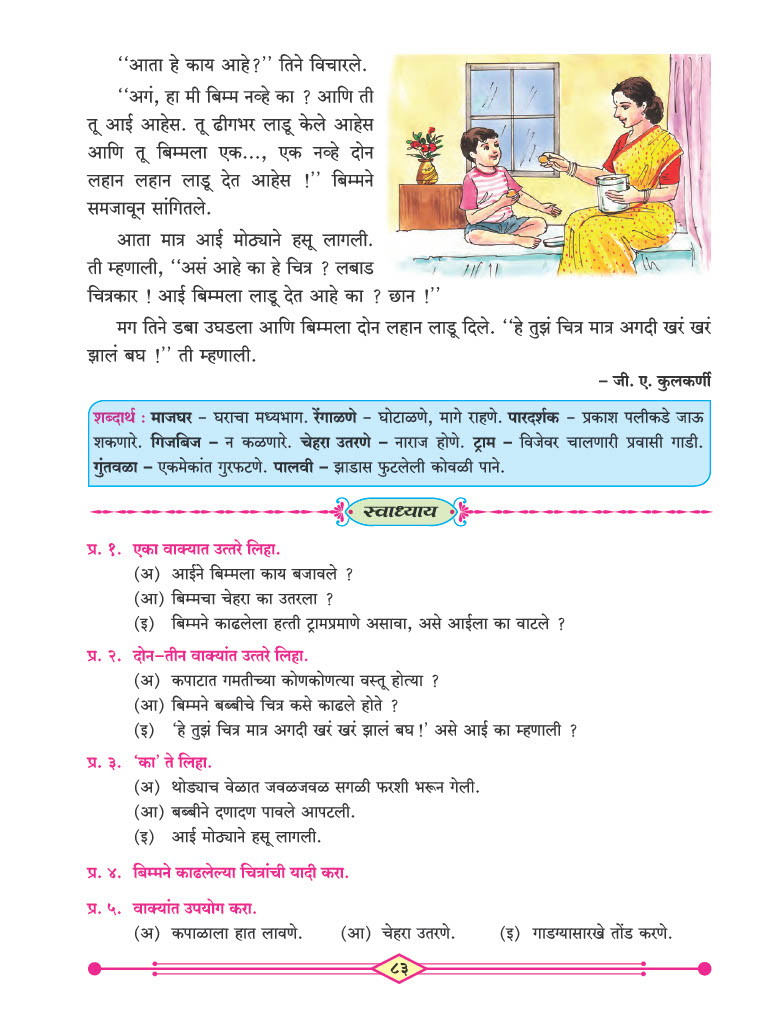 “आता हे काय आहे?” तिने विचारले.
“अगं, हा मी बिम्म नव्हे का ? आणि ती
तू आई आहेस. तू ढीगभर लाडू केले आहेस
आणि तू बिम्मला एक..., एक नव्हे दोन
लहान लहान लाडू देत आहेस !” बिम्मने
समजावून सांगितले.
आता मात्र आई मोठ्याने हसू लागली.
ती म्हणाली, “असं आहे का हे चित्र ? लबाड
चित्रकार ! आई बिम्मला लाडू देत आहे का ? छान !”
मग तिने डबा उघडला आणि बिम्मला दोन लहान लाडू दिले. “हे तुझं चित्र मात्र अगदी खरं खरं
झालं बघ !” ती म्हणाली.
– जी. ए. कुलकर्णी
शब्दार्थ : माजघर – घराचा मध्यभाग. रेंगाळणे – घोटाळणे, मागे राहणे. पारदर्शक – प्रकाश पलीकडे जाऊ
शकणारे. गिजबिज – न कळणारे. चेहरा उतरणे – नाराज होणे. ट्राम – विजेवर चालणारी प्रवासी गाडी.
गुंतवळा – एकमेकांत गुरफटणे. पालवी – झाडास फुटलेली कोवळी पाने.
स्वाध्याय
प्र. १. एका वाक्यात उत्तरे लिहा.
(अ) आईने बिम्मला काय बजावले ?
(आ) बिम्मचा चेहरा का उतरला ?
(इ) बिम्मने काढलेला हत्ती ट्रामप्रमाणे असावा, असे आईला का वाटले ?
प्र. २. दोन–तीन वाक्यांत उत्तरे लिहा.
(अ) कपाटात गमतीच्या कोणकोणत्या वस्तू होत्या ?
(आ) बिम्मने बब्बीचे चित्र कसे काढले होते ?
(इ) ‘हे तुझं चित्र मात्र अगदी खरं खरं झालं बघ !’ असे आई का म्हणाली ?
प्र. ३. ‘का’ ते लिहा.
(अ) थोड्याच वेळात जवळजवळ सगळी फरशी भरून गेली.
(आ) बब्बीने दणादण पावले आपटली.
(इ) आई मोठ्याने हसू लागली.
प्र. ४. बिम्मने काढलेल्या चित्रांची यादी करा.
प्र. ५. वाक्यांत उपयोग करा.
(अ) कपाळाला हात लावणे. (आ) चेहरा उतरणे. (इ) गाडग्यासारखे तोंड करणे.
८३